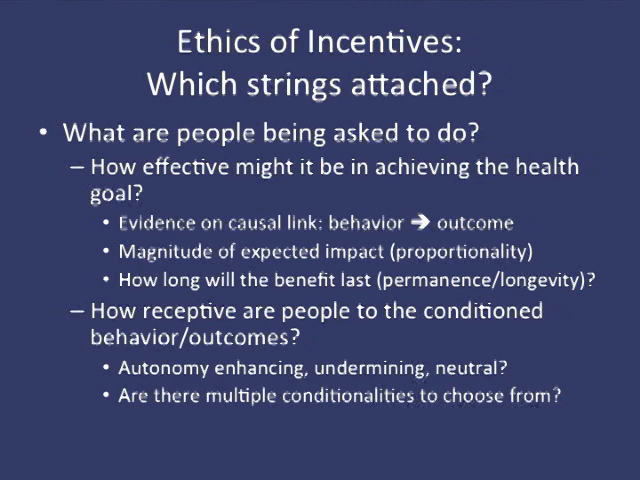 Ethics of Incentives:
Which strings attached?
• What are people being asked to do?
– How effective might it be in achieving the health
goal?
• Evidence on causal link: behavior ➔ outcome
• Magnitude of expected impact (proportionality)
• How long will the benefit last (permanence/longevity)?
– How receptive are people to the conditioned
behavior/outcomes?
• Autonomy enhancing, undermining, neutral?
• Are there multiple conditionalities to choose from?